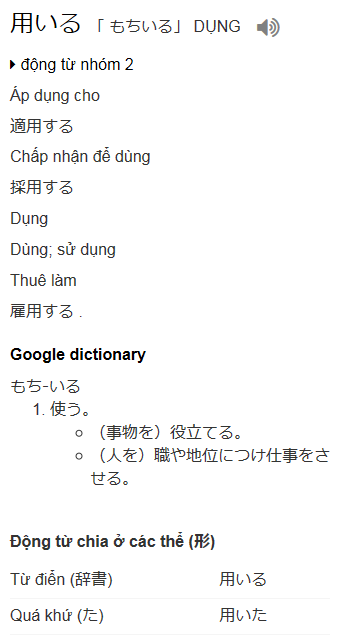 用いる 「 もちいる」 DỤNG
động từ nhóm 2
Áp dụng cho
適用する
Chấp nhận để dùng
採用する
Dụng
Dùng; sử dụng
Thuê làm
雇用する .
Google dictionary
もち-いる
1. 使う。
（事物を）役立てる。
（人を）職や地位につけ仕事をさ
せる。
Động từ chia ở các thể (形)
Từ điển (辞書) 用いる
Quá khứ (た) 用いた